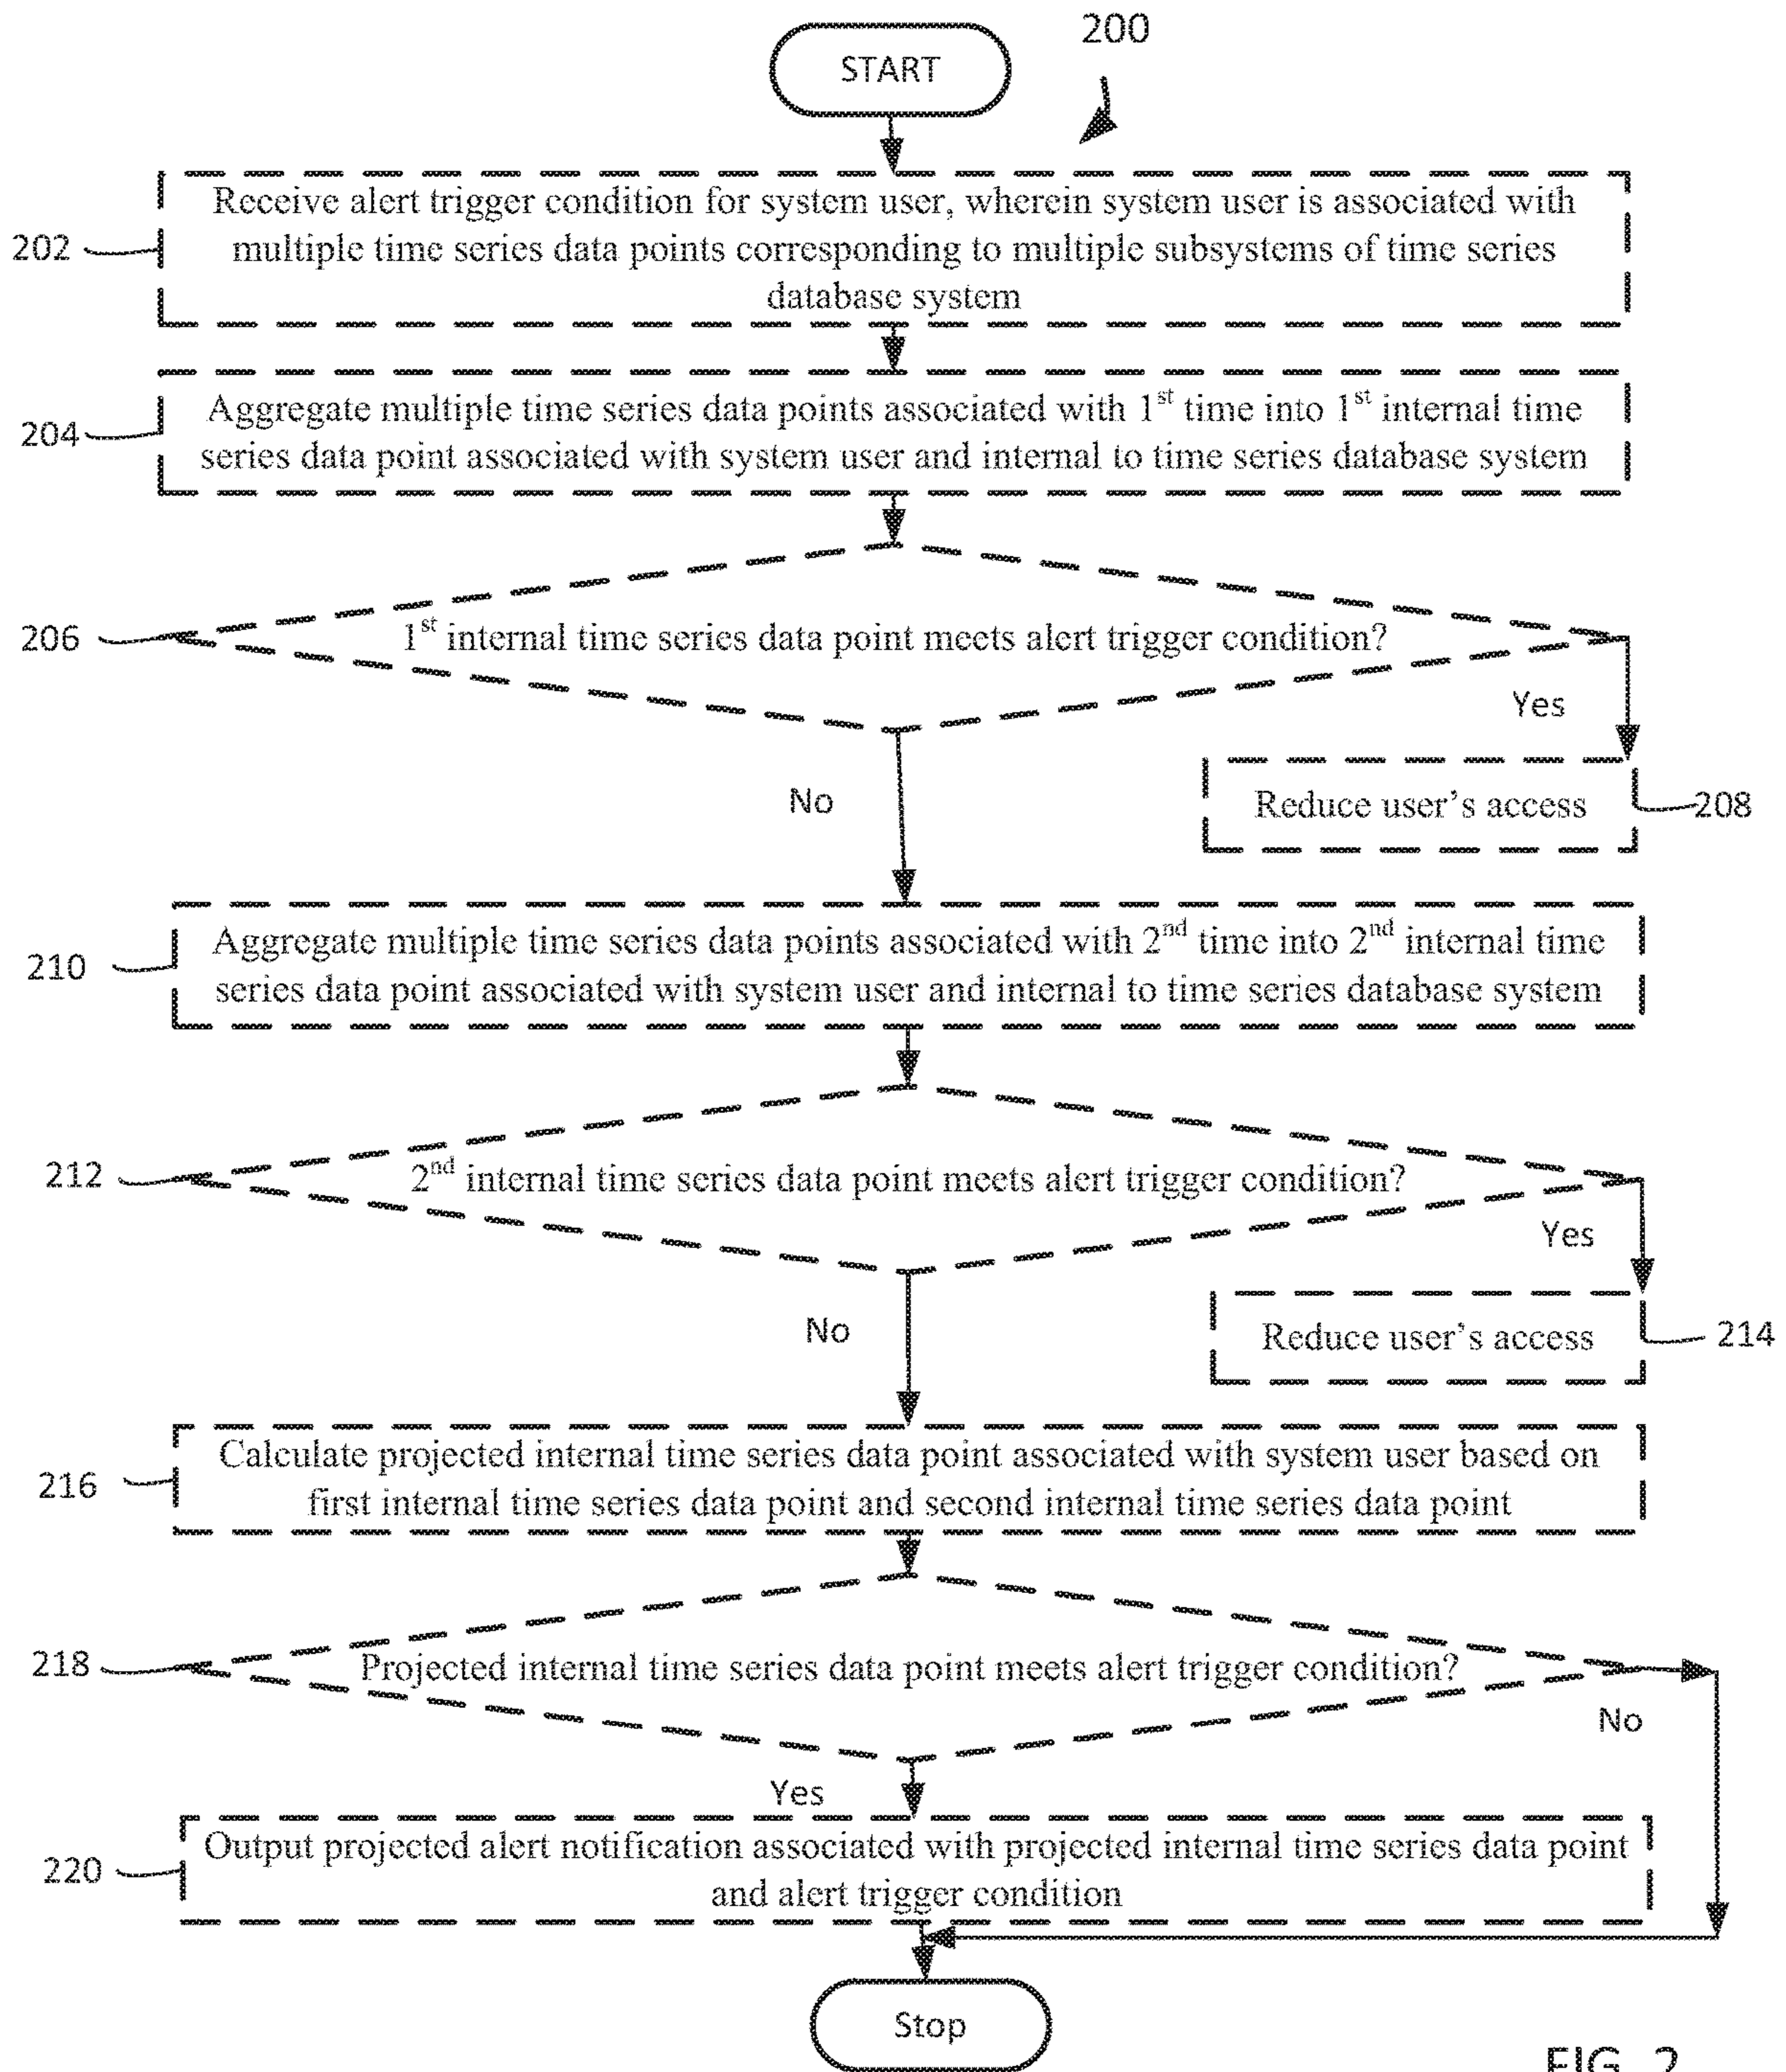 START
200
202
Receive alert trigger condition for system user, wherein system user is associated with
multiple time series data points corresponding to multiple subsystems of time series
database system
204
Aggregate multiple time series data points associated with 1st time into 1st internal time
series data point associated with system user and internal to time series database system
206
1st internal time series data point meets alert trigger condition?
Yes
No
Reduce user's access
208
210
Aggregate multiple time series data points associated with 2nd time into 2nd internal time
series data point associated with system user and internal to time series database system
212
2nd internal time series data point meets alert trigger condition?
Yes
No
Reduce user's access
214
216
Calculate projected internal time series data point associated with system user based on
first internal time series data point and second internal time series data point
218
Projected internal time series data point meets alert trigger condition?
No
Yes
220
Output projected alert notification associated with projected internal time series data point
and alert trigger condition
Stop
FIG. 2